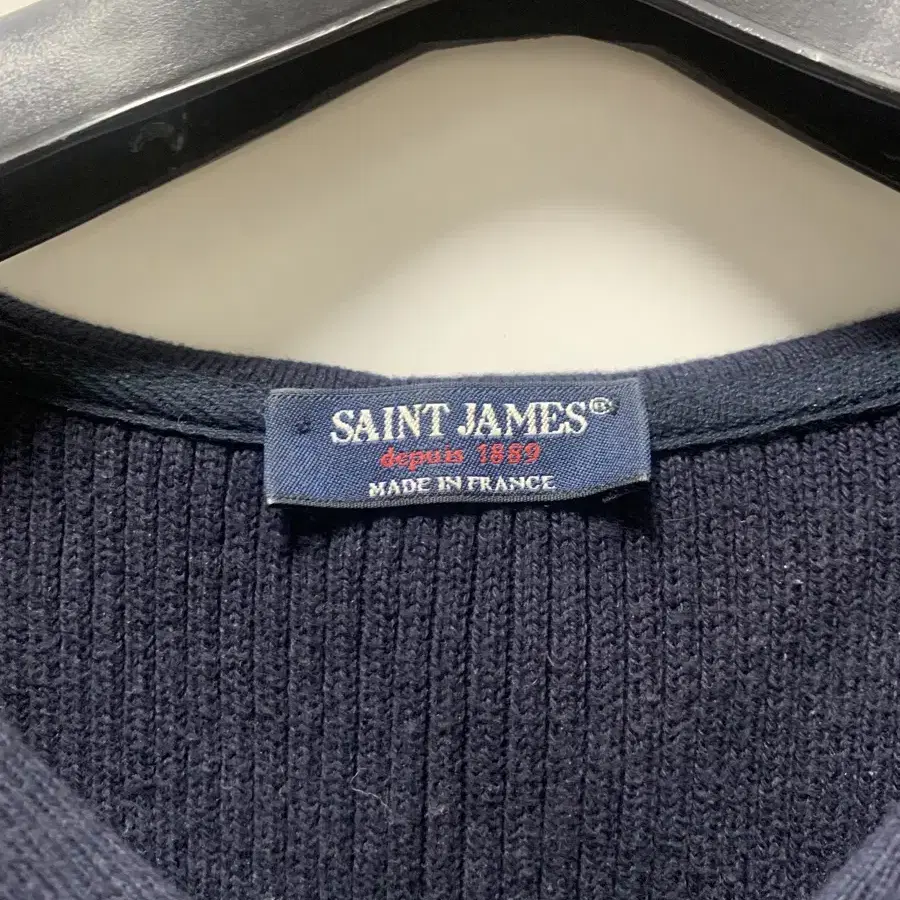 SAINT JAMES®
depuis 1889
MADE IN FRANCE